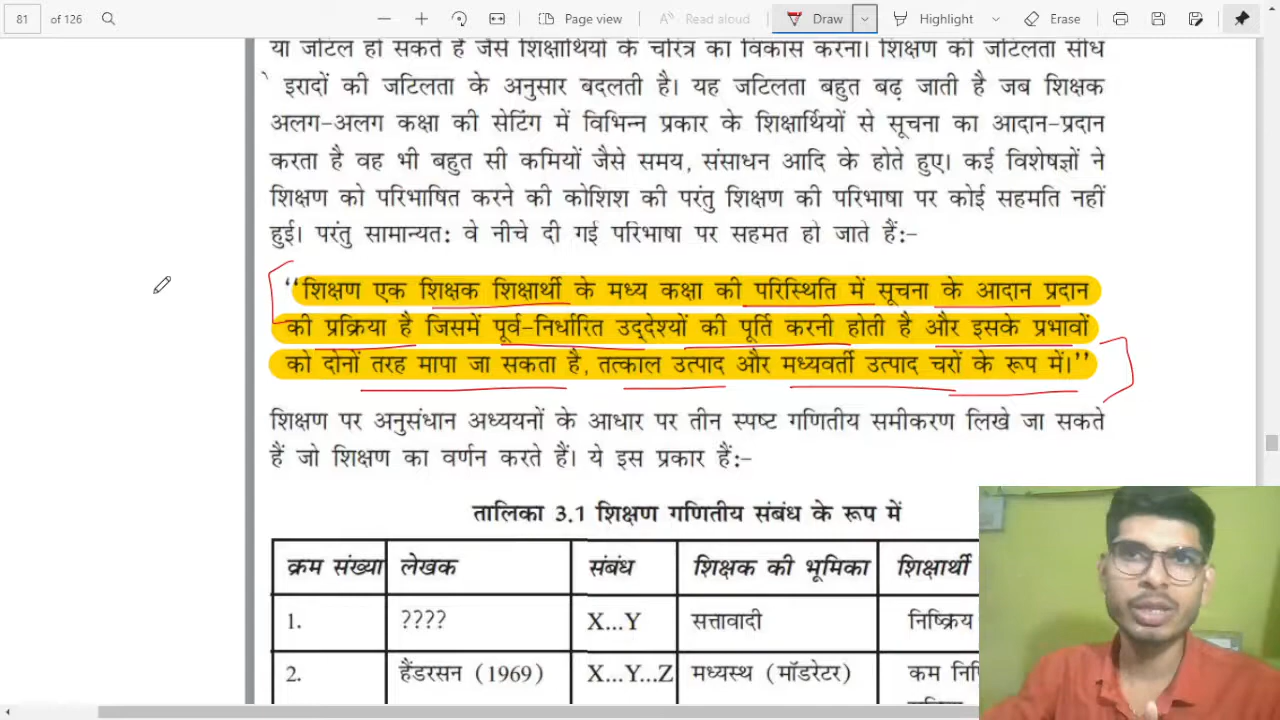 81 of 126 Page view Read aloud Draw Highlight Erase
या जटिल हो सकते हैं जैसे शिक्षार्थियों के चरित्र का विकास करना। शिक्षण की जटिलता सीधे
इरादों की जटिलता के अनुसार बदलती है। यह जटिलता बहुत बढ़ जाती है जब शिक्षक
अलग-अलग कक्षा की सेटिंग में विभिन्न प्रकार के शिक्षार्थियों से सूचना का आदान-प्रदान
करता है वह भी बहुत सी कमियों जैसे समय, संसाधन आदि के होते हुए। कई विशेषज्ञों ने
शिक्षण को परिभाषित करने की कोशिश की परंतु शिक्षण की परिभाषा पर कोई सहमति नहीं
हुई। परंतु सामान्यत: वे नीचे दी गई परिभाषा पर सहमत हो जाते हैं:-
‘‘शिक्षण एक शिक्षक शिक्षार्थी के मध्य कक्षा की परिस्थिति में सूचना के आदान प्रदान
की प्रक्रिया है जिसमें पूर्व-निर्धारित उद्देश्यों की पूर्ति करनी होती है और इसके प्रभावों
को दोनों तरह मापा जा सकता है, तत्काल उत्पाद और मध्यवर्ती उत्पाद चरों के रूप में।’’
शिक्षण पर अनुसंधान अध्ययनों के आधार पर तीन स्पष्ट गणितीय समीकरण लिखे जा सकते
हैं जो शिक्षण का वर्णन करते हैं। ये इस प्रकार हैं:-
तालिका 3.1 शिक्षण गणितीय संबंध के रूप में
क्रम संख्या लेखक संबंध शिक्षक की भूमिका शिक्षार्थी
1. ???? X...Y सत्तावादी निष्क्रिय
2. हैंडरसन (1969) X...Y...Z मध्यस्थ (मॉडरेटर) कम